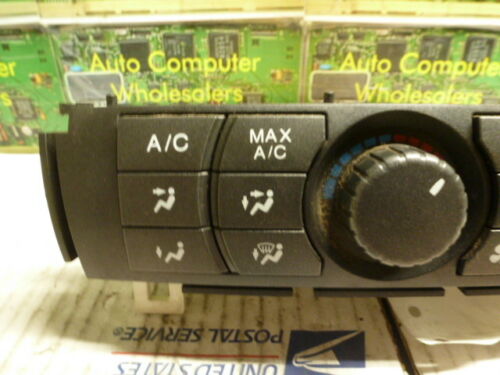 Auto Computer
Wholesalers
Auto Computer
Wholesalers
A/C
MAX
A/C
POSTAL SERVICE®
UNITED STATES